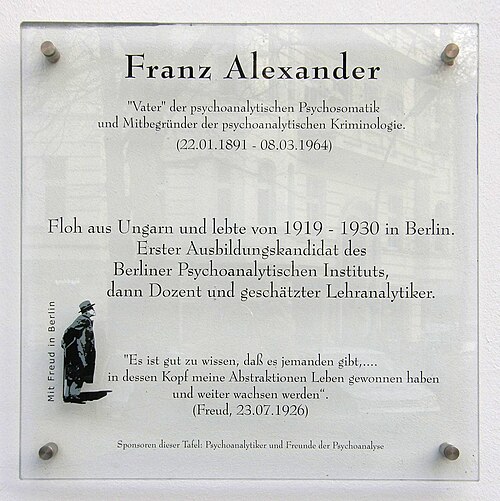 Franz Alexander
"Vater" der psychoanalytischen Psychosomatik
und Mitbegründer der psychoanalytischen Kriminologie.
(22.01.1891 - 08.03.1964)
Floh aus Ungarn und lebte von 1919 - 1930 in Berlin.
Erster Ausbildungskandidat des
Berliner Psychoanalytischen Instituts,
dann Dozent und geschätzter Lehranalytiker.
Mit Freud in Berlin
"Es ist gut zu wissen, daß es jemanden gibt,....
in dessen Kopf meine Abstraktionen Leben gewonnen haben
und weiter wachsen werden“.
(Freud, 23.07.1926)
Sponsoren dieser Tafel: Psychoanalytiker und Freunde der Psychoanalyse